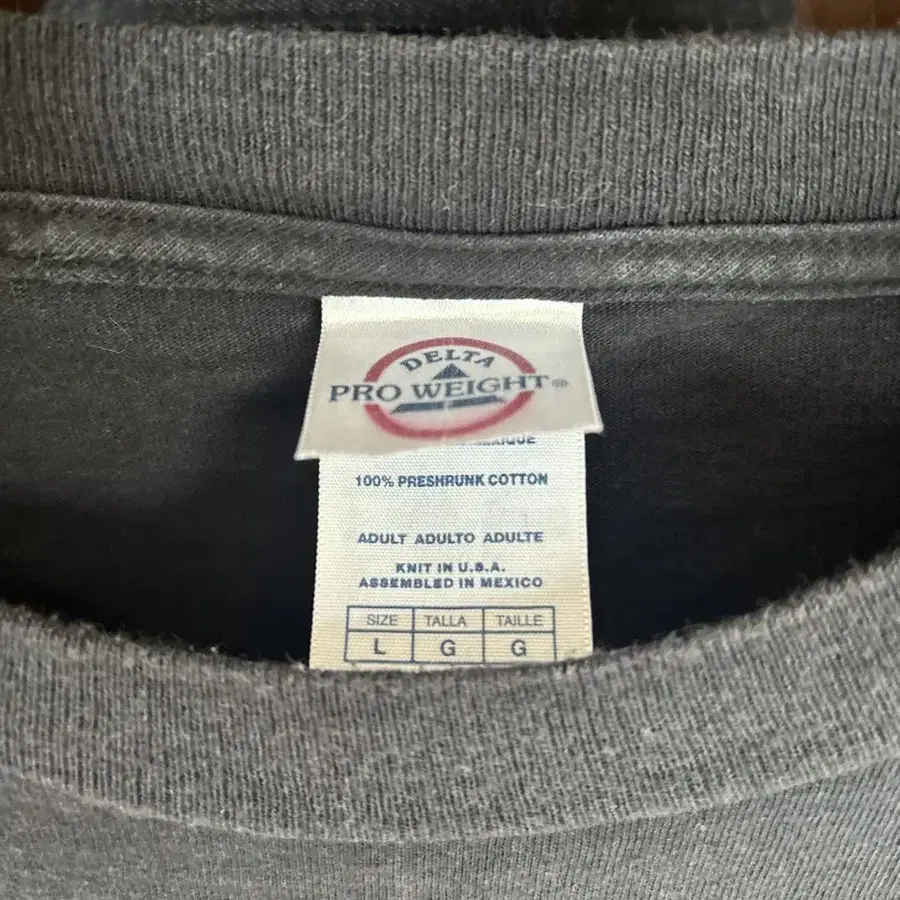 DELTA
PRO WEIGHT®
100% PRESHRUNK COTTON
ADULT ADULTO ADULTE
KNIT IN U.S.A.
ASSEMBLED IN MEXICO
SIZE TALLA TAILLE
L G G